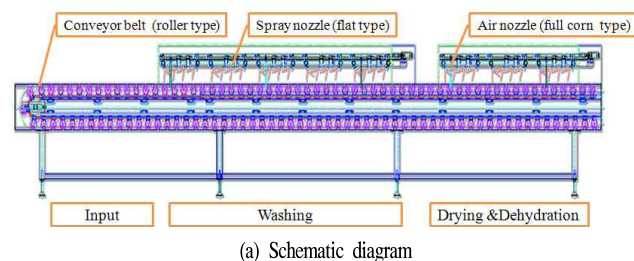 Conveyor belt (roller type)
Spray nozzle (flat type)
Air nozzle (full corn type)
Input
Washing
Drying &Dehydration
(a) Schematic diagram